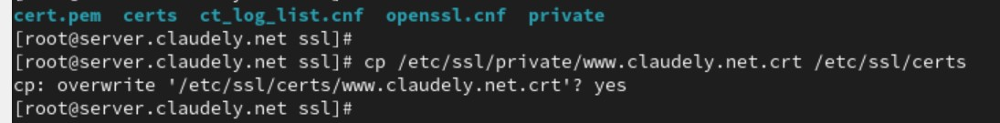 cert.pem certs ct_log_list.cnf openssl.cnf private
[root@server.claudely.net ssl]#
[root@server.claudely.net ssl]# cp /etc/ssl/private/www.claudely.net.crt /etc/ssl/certs
cp: overwrite '/etc/ssl/certs/www.claudely.net.crt'? yes
[root@server.claudely.net ssl]#